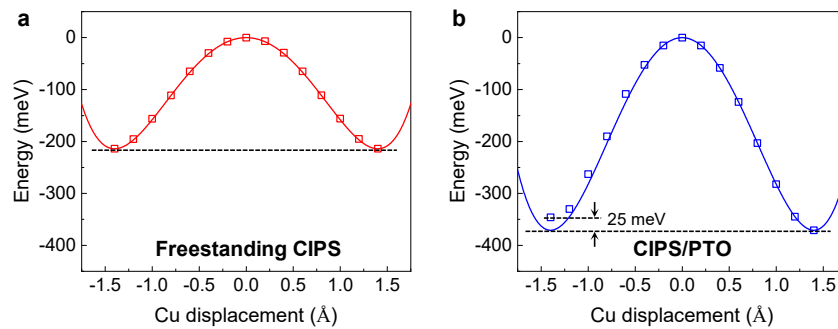 a
Energy (meV)
0
-100
-200
-300
-400
Freestanding CIPS
-1.5 -1.0 -0.5 0.0 0.5 1.0 1.5
Cu displacement (Å)
b
Energy (meV)
0
-100
-200
-300
-400
25 meV
CIPS/PTO
-1.5 -1.0 -0.5 0.0 0.5 1.0 1.5
Cu displacement (Å)